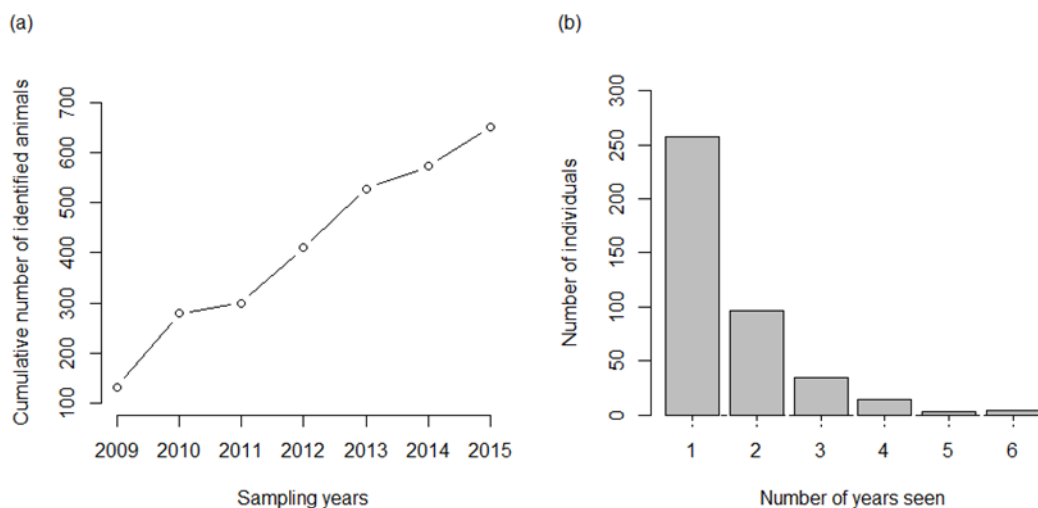 (a)
Cumulative number of identified animals
700
600
500
400
300
200
100
2009 2010 2011 2012 2013 2014 2015
Sampling years
(b)
Number of individuals
300
250
200
150
100
50
0
1 2 3 4 5 6
Number of years seen